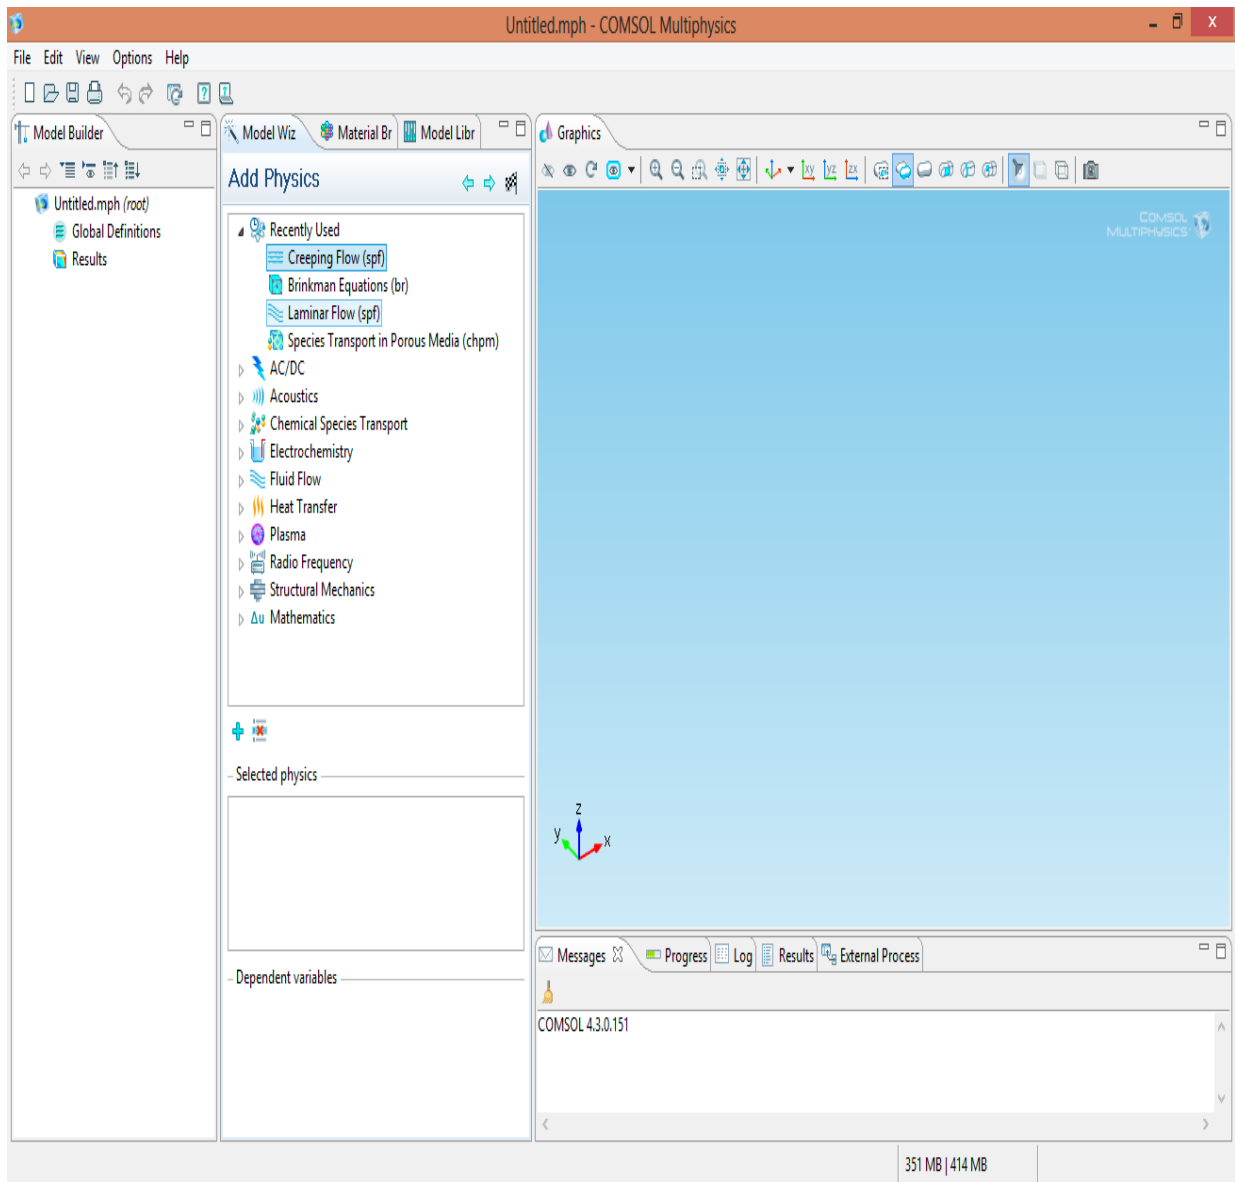 Untitled.mph - COMSOL Multiphysics
File Edit View Options Help
Model Builder
Untitled.mph (root)
Global Definitions
Results
Model Wiz
Material Br
Model Libr
Add Physics
Recently Used
Creeping Flow (spf)
Brinkman Equations (br)
Laminar Flow (spf)
Species Transport in Porous Media (chpm)
AC/DC
Acoustics
Chemical Species Transport
Electrochemistry
Fluid Flow
Heat Transfer
Plasma
Radio Frequency
Structural Mechanics
Δu Mathematics
Selected physics
Dependent variables
Graphics
xy yz zx
COMSOL
MULTIPHYSICS
z
y
x
Messages
Progress
Log
Results
External Process
COMSOL 4.3.0.151
351 MB | 414 MB